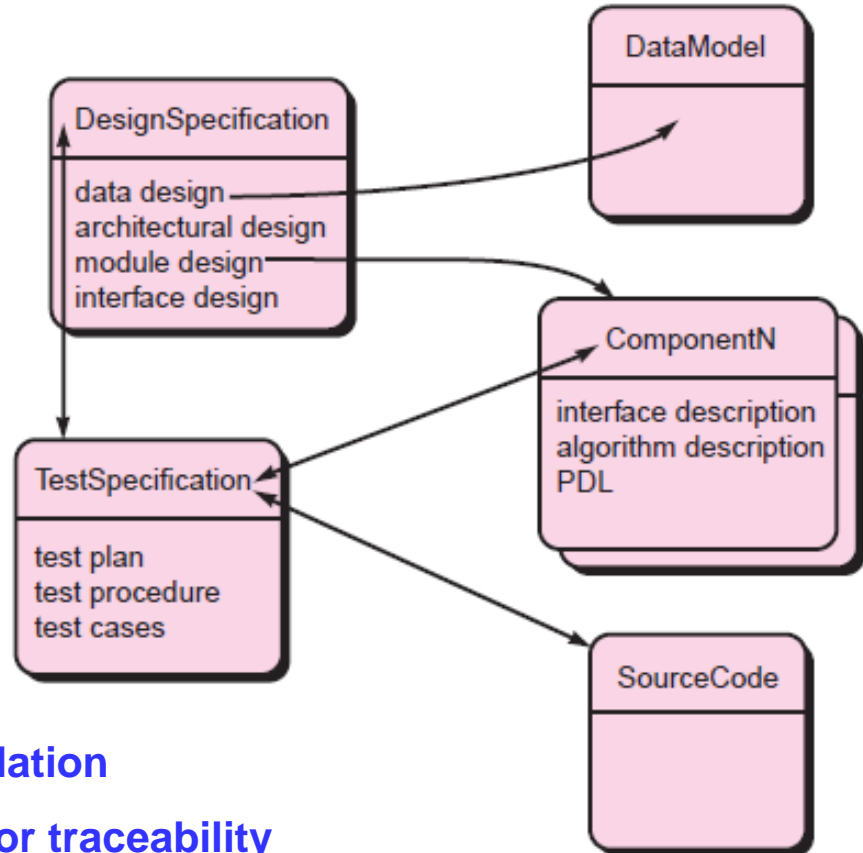 DataModel
DesignSpecification
data design
architectural design
module design
interface design
ComponentN
interface description
algorithm description
PDL
TestSpecification
test plan
test procedure
test cases
SourceCode
or traceability